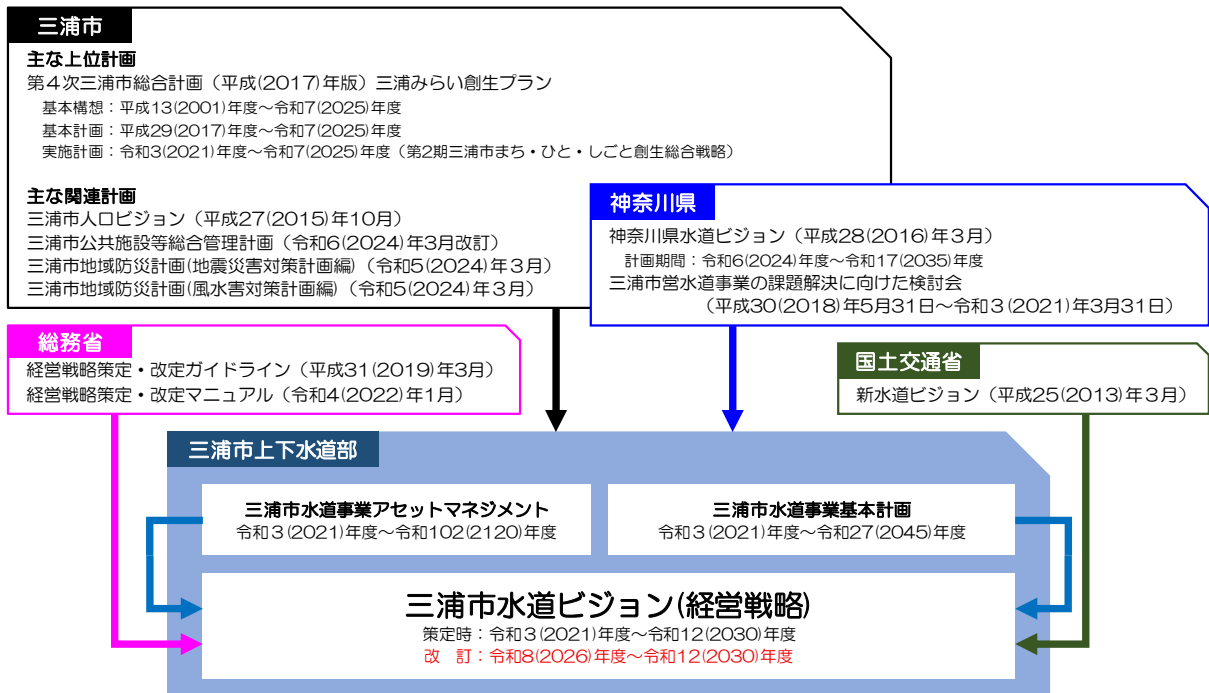 三浦市
主な上位計画
第4次三浦市総合計画（平成(2017)年版）三浦みらい創生プラン
基本構想：平成13(2001)年度～令和7(2025)年度
基本計画：平成29(2017)年度～令和7(2025)年度
実施計画：令和3(2021)年度～令和7(2025)年度（第2期三浦市まち・ひと・しごと創生総合戦略）
主な関連計画
三浦市人口ビジョン（平成27(2015)年10月）
三浦市公共施設等総合管理計画（令和6(2024)年3月改訂）
三浦市地域防災計画(地震災害対策計画編)（令和5(2024)年3月）
三浦市地域防災計画(風水害対策計画編)（令和5(2024)年3月）
神奈川県
神奈川県水道ビジョン（平成28(2016)年3月）
計画期間：令和6(2024)年度～令和17(2035)年度
三浦市営水道事業の課題解決に向けた検討会
（平成30(2018)年5月31日～令和3(2021)年3月31日）
総務省
経営戦略策定・改定ガイドライン（平成31(2019)年3月）
経営戦略策定・改定マニュアル（令和4(2022)年1月）
国土交通省
新水道ビジョン（平成25(2013)年3月）
三浦市上下水道部
三浦市水道事業アセットマネジメント
令和3(2021)年度～令和102(2120)年度
三浦市水道事業基本計画
令和3(2021)年度～令和27(2045)年度
三浦市水道ビジョン(経営戦略)
策定時：令和3(2021)年度～令和12(2030)年度
改　訂：令和8(2026)年度～令和12(2030)年度